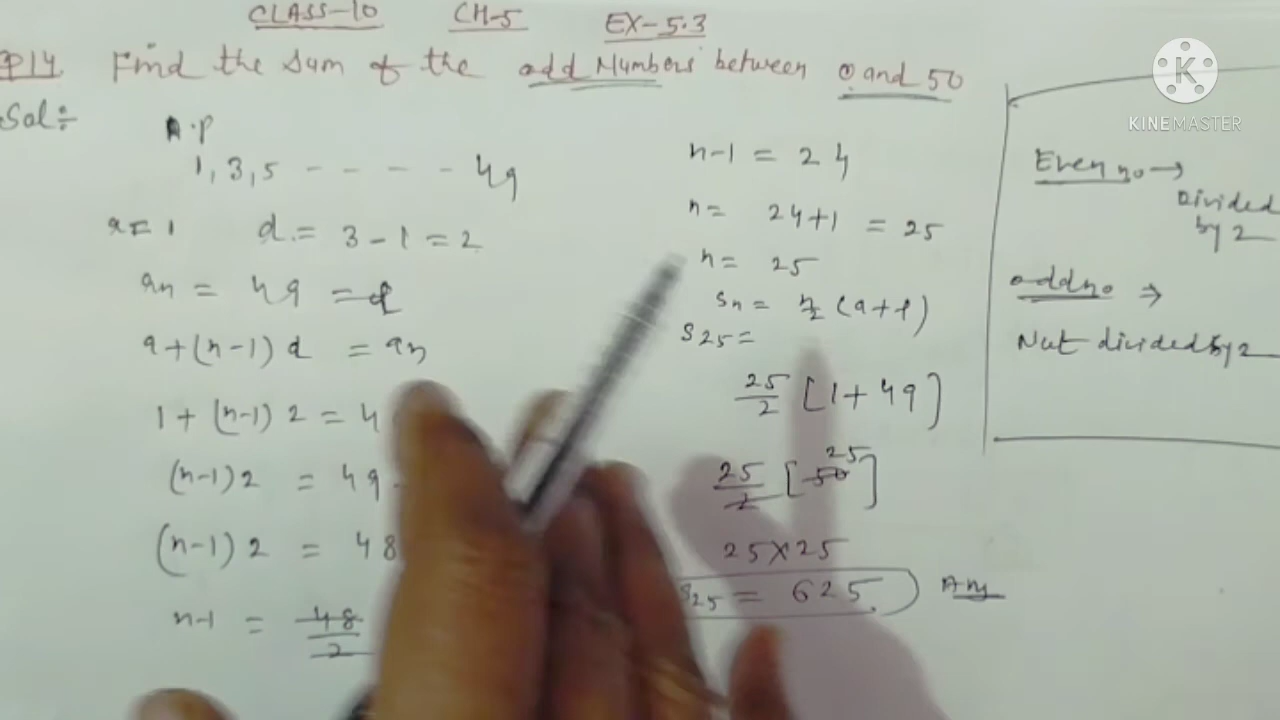 CLASS-10 CH-5 EX-5.3
Find the sum of the odd Numbers between 0 and 50
Sol:-
A.P
1, 3, 5 - - - - - 49
a = 1 d = 3 - 1 = 2
an = 49 = l
a + (n-1) d = an
1 + (n-1) 2 = 4
(n-1) 2 = 49
(n-1) 2 = 48
n-1 = 48/2
n-1 = 24
n = 24+1 = 25
n = 25
Sn = n/2 (a+l)
S25 =
25/2 [1 + 49]
25/2 [50] 25
25×25
S25 = 625. Ans
Even no →
Divided
by 2
odd no ⇒
Not divided by 2
KINEMASTER